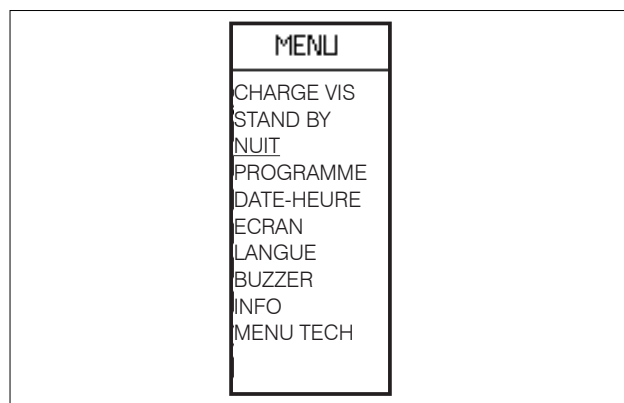 MENU
CHARGE VIS
STAND BY
NUIT
PROGRAMME
DATE-HEURE
ECRAN
LANGUE
BUZZER
INFO
MENU TECH